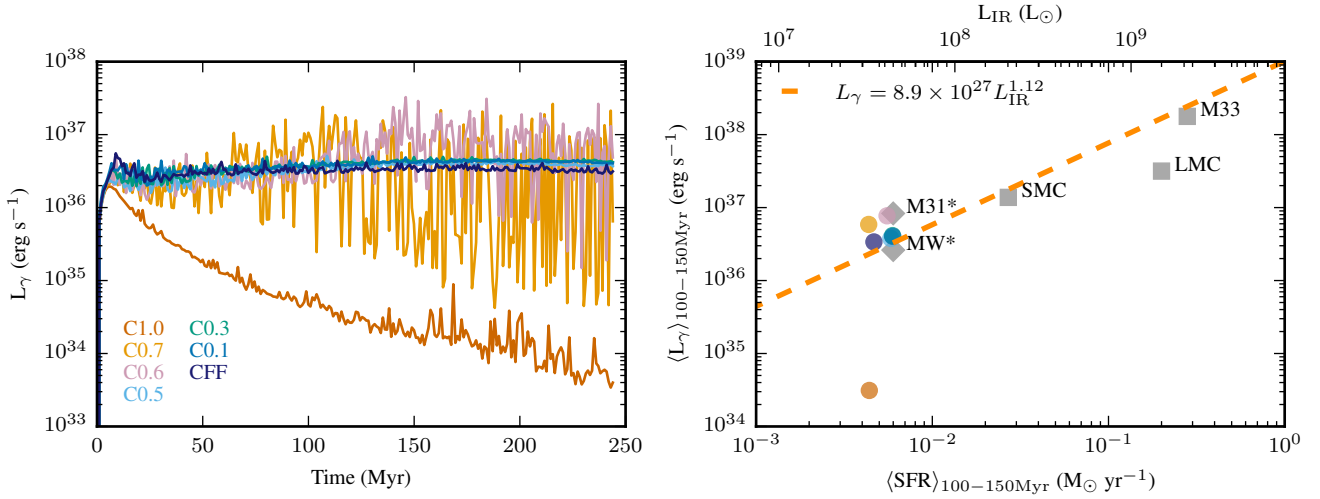 10^38
10^37
10^36
10^35
10^34
10^33
L_γ (erg s^−1)
C1.0 C0.3
C0.7 C0.1
C0.6 CFF
C0.5
0 50 100 150 200 250
Time (Myr)
L_IR (L_⊙)
10^7 10^8 10^9
10^39
10^38
10^37
10^36
10^35
10^34
⟨L_γ⟩_100−150Myr (erg s^−1)
L_γ = 8.9 × 10^27 L_IR^1.12
M33
LMC
SMC
M31*
MW*
10^−3 10^−2 10^−1 10^0
⟨SFR⟩_100−150Myr (M_⊙ yr^−1)